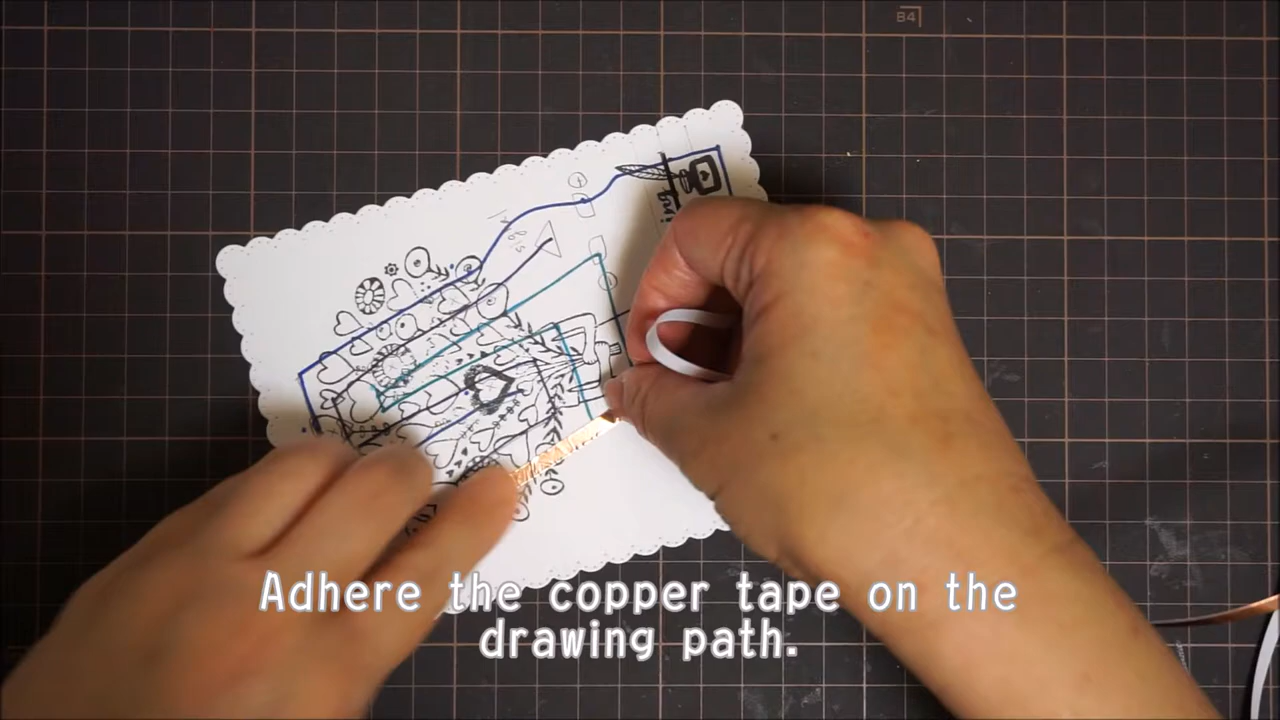 B4
Adhere the copper tape on the
drawing path.